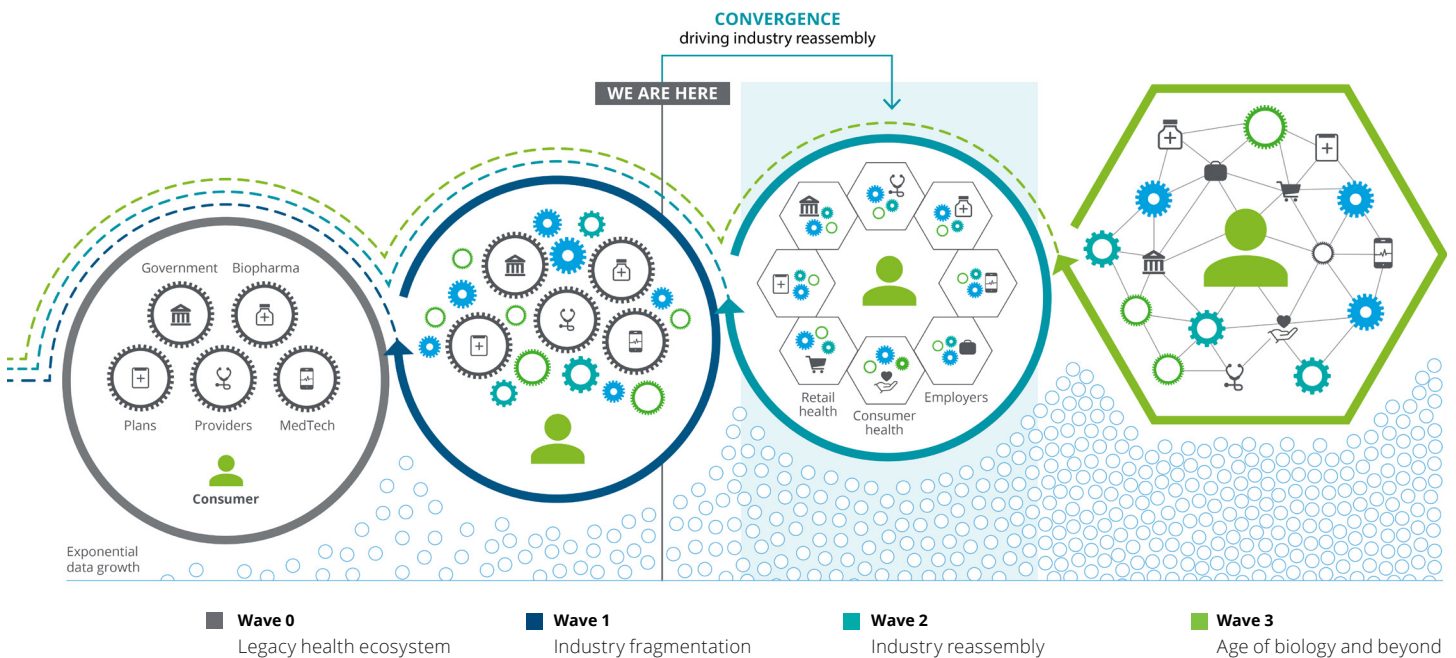 CONVERGENCE
driving industry reassembly
WE ARE HERE
Government
Biopharma
Plans
Providers
MedTech
Consumer
Retail
health
Consumer
health
Employers
Exponential
data growth
Wave 0
Legacy health ecosystem
Wave 1
Industry fragmentation
Wave 2
Industry reassembly
Wave 3
Age of biology and beyond